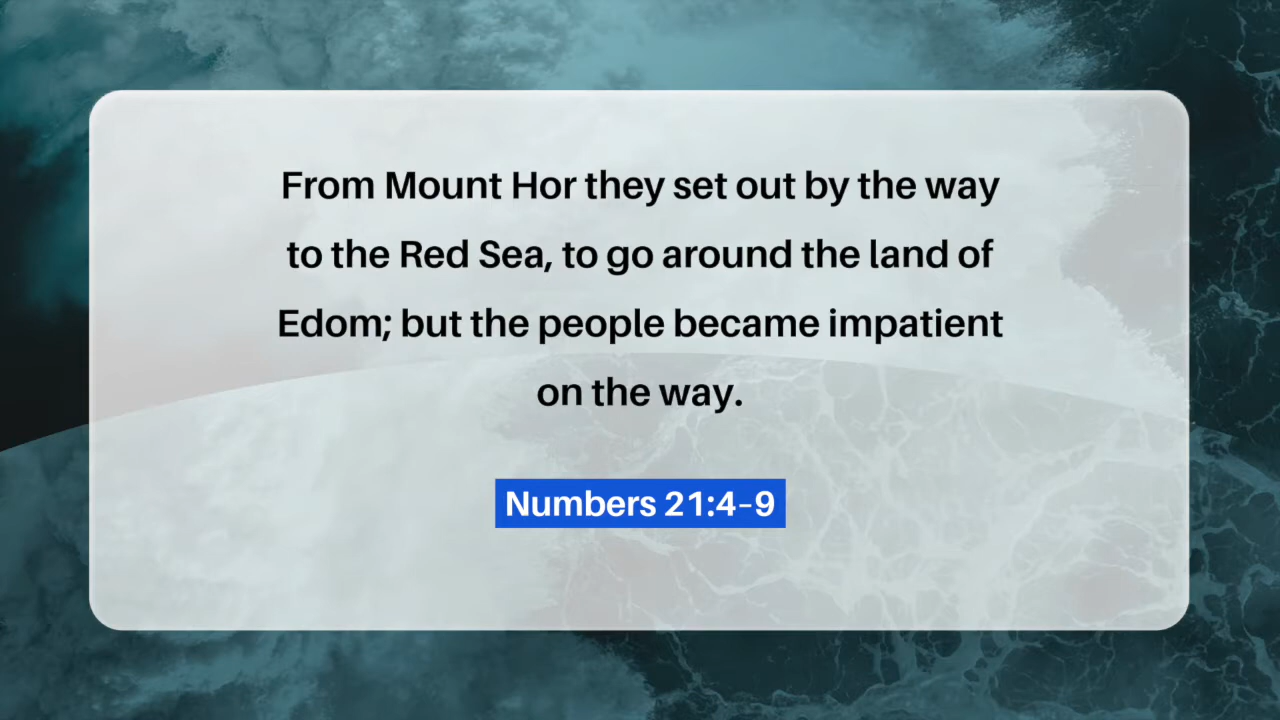 From Mount Hor they set out by the way
to the Red Sea, to go around the land of
Edom; but the people became impatient
on the way.
Numbers 21:4–9